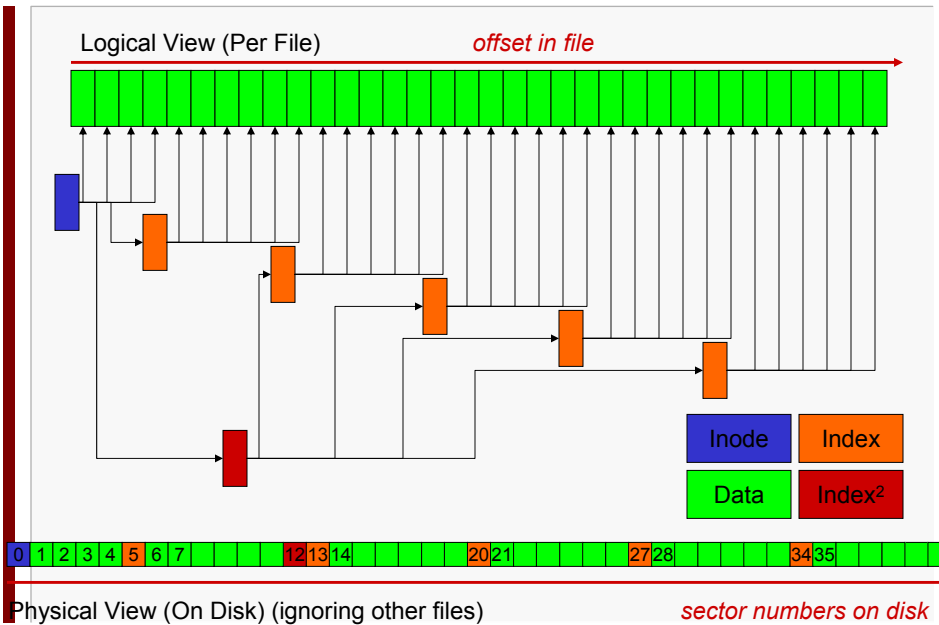 Logical View (Per File) offset in file
Inode Index
Data Index²
0 1 2 3 4 5 6 7 12 13 14 20 21 27 28 34 35
Physical View (On Disk) (ignoring other files) sector numbers on disk